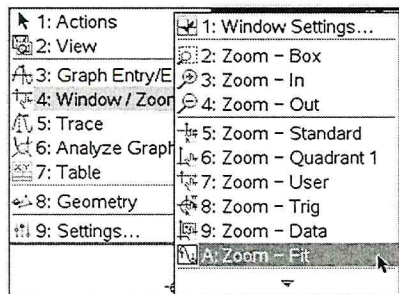 1: Actions
2: View
3: Graph Entry/E
4: Window / Zoom
5: Trace
6: Analyze Graph
7: Table
8: Geometry
9: Settings...
1: Window Settings...
2: Zoom – Box
3: Zoom – In
4: Zoom – Out
5: Zoom – Standard
6: Zoom – Quadrant 1
7: Zoom – User
8: Zoom – Trig
9: Zoom – Data
A: Zoom – Fit